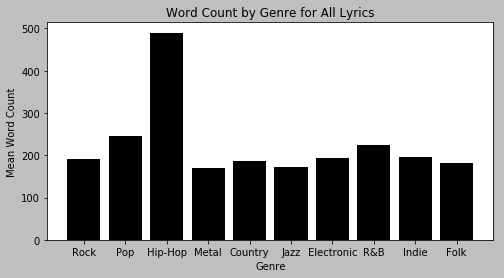 Word Count by Genre for All Lyrics
Mean Word Count
500
400
300
200
100
0
Rock Pop Hip-Hop Metal Country Jazz Electronic R&B Indie Folk
Genre